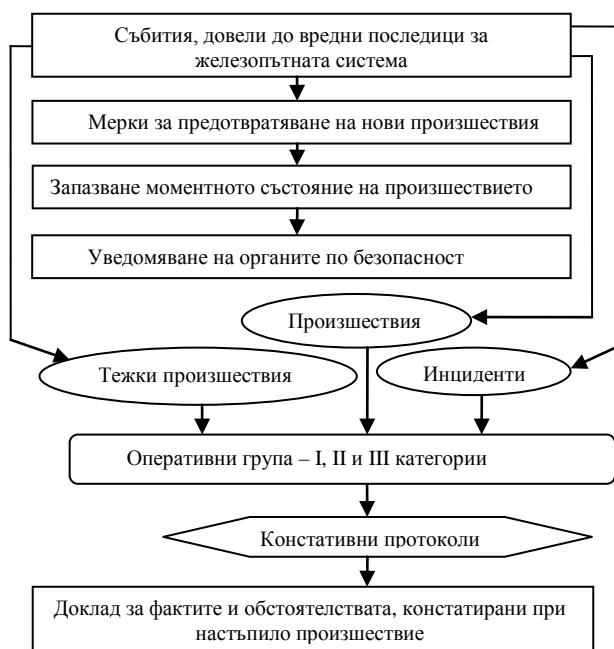 Събития, довели до вредни последици за
железопътната система
Мерки за предотвратяване на нови произшествия
Запазване моментното състояние на произшествието
Уведомяване на органите по безопасност
Произшествия
Тежки произшествия
Инциденти
Оперативни група – I, II и III категории
Констативни протоколи
Доклад за фактите и обстоятелствата, констатирани при
настъпило произшествие